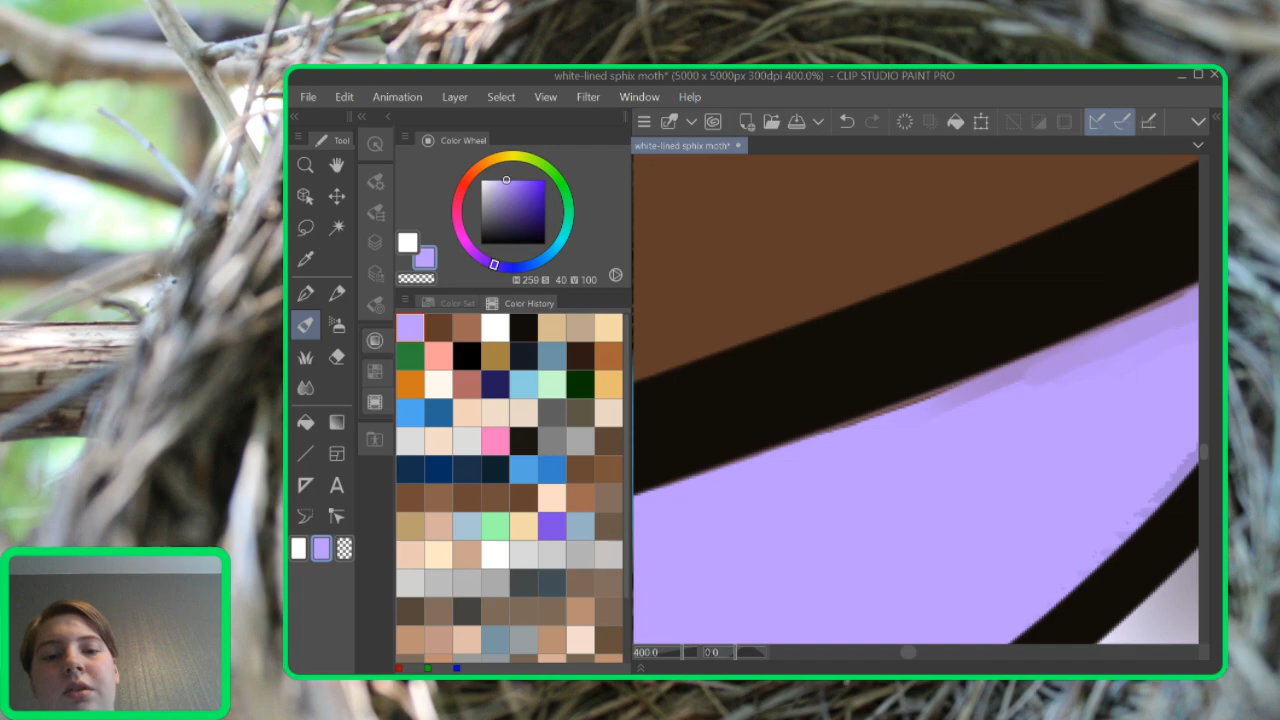 white-lined sphix moth* (5000 x 5000px 300dpi 400.0%) - CLIP STUDIO PAINT PRO
File Edit Animation Layer Select View Filter Window Help
Tool
Color Wheel
white-lined sphix moth*
H 259 S 40 V 100
Color Set Color History
A
400.0 0.0